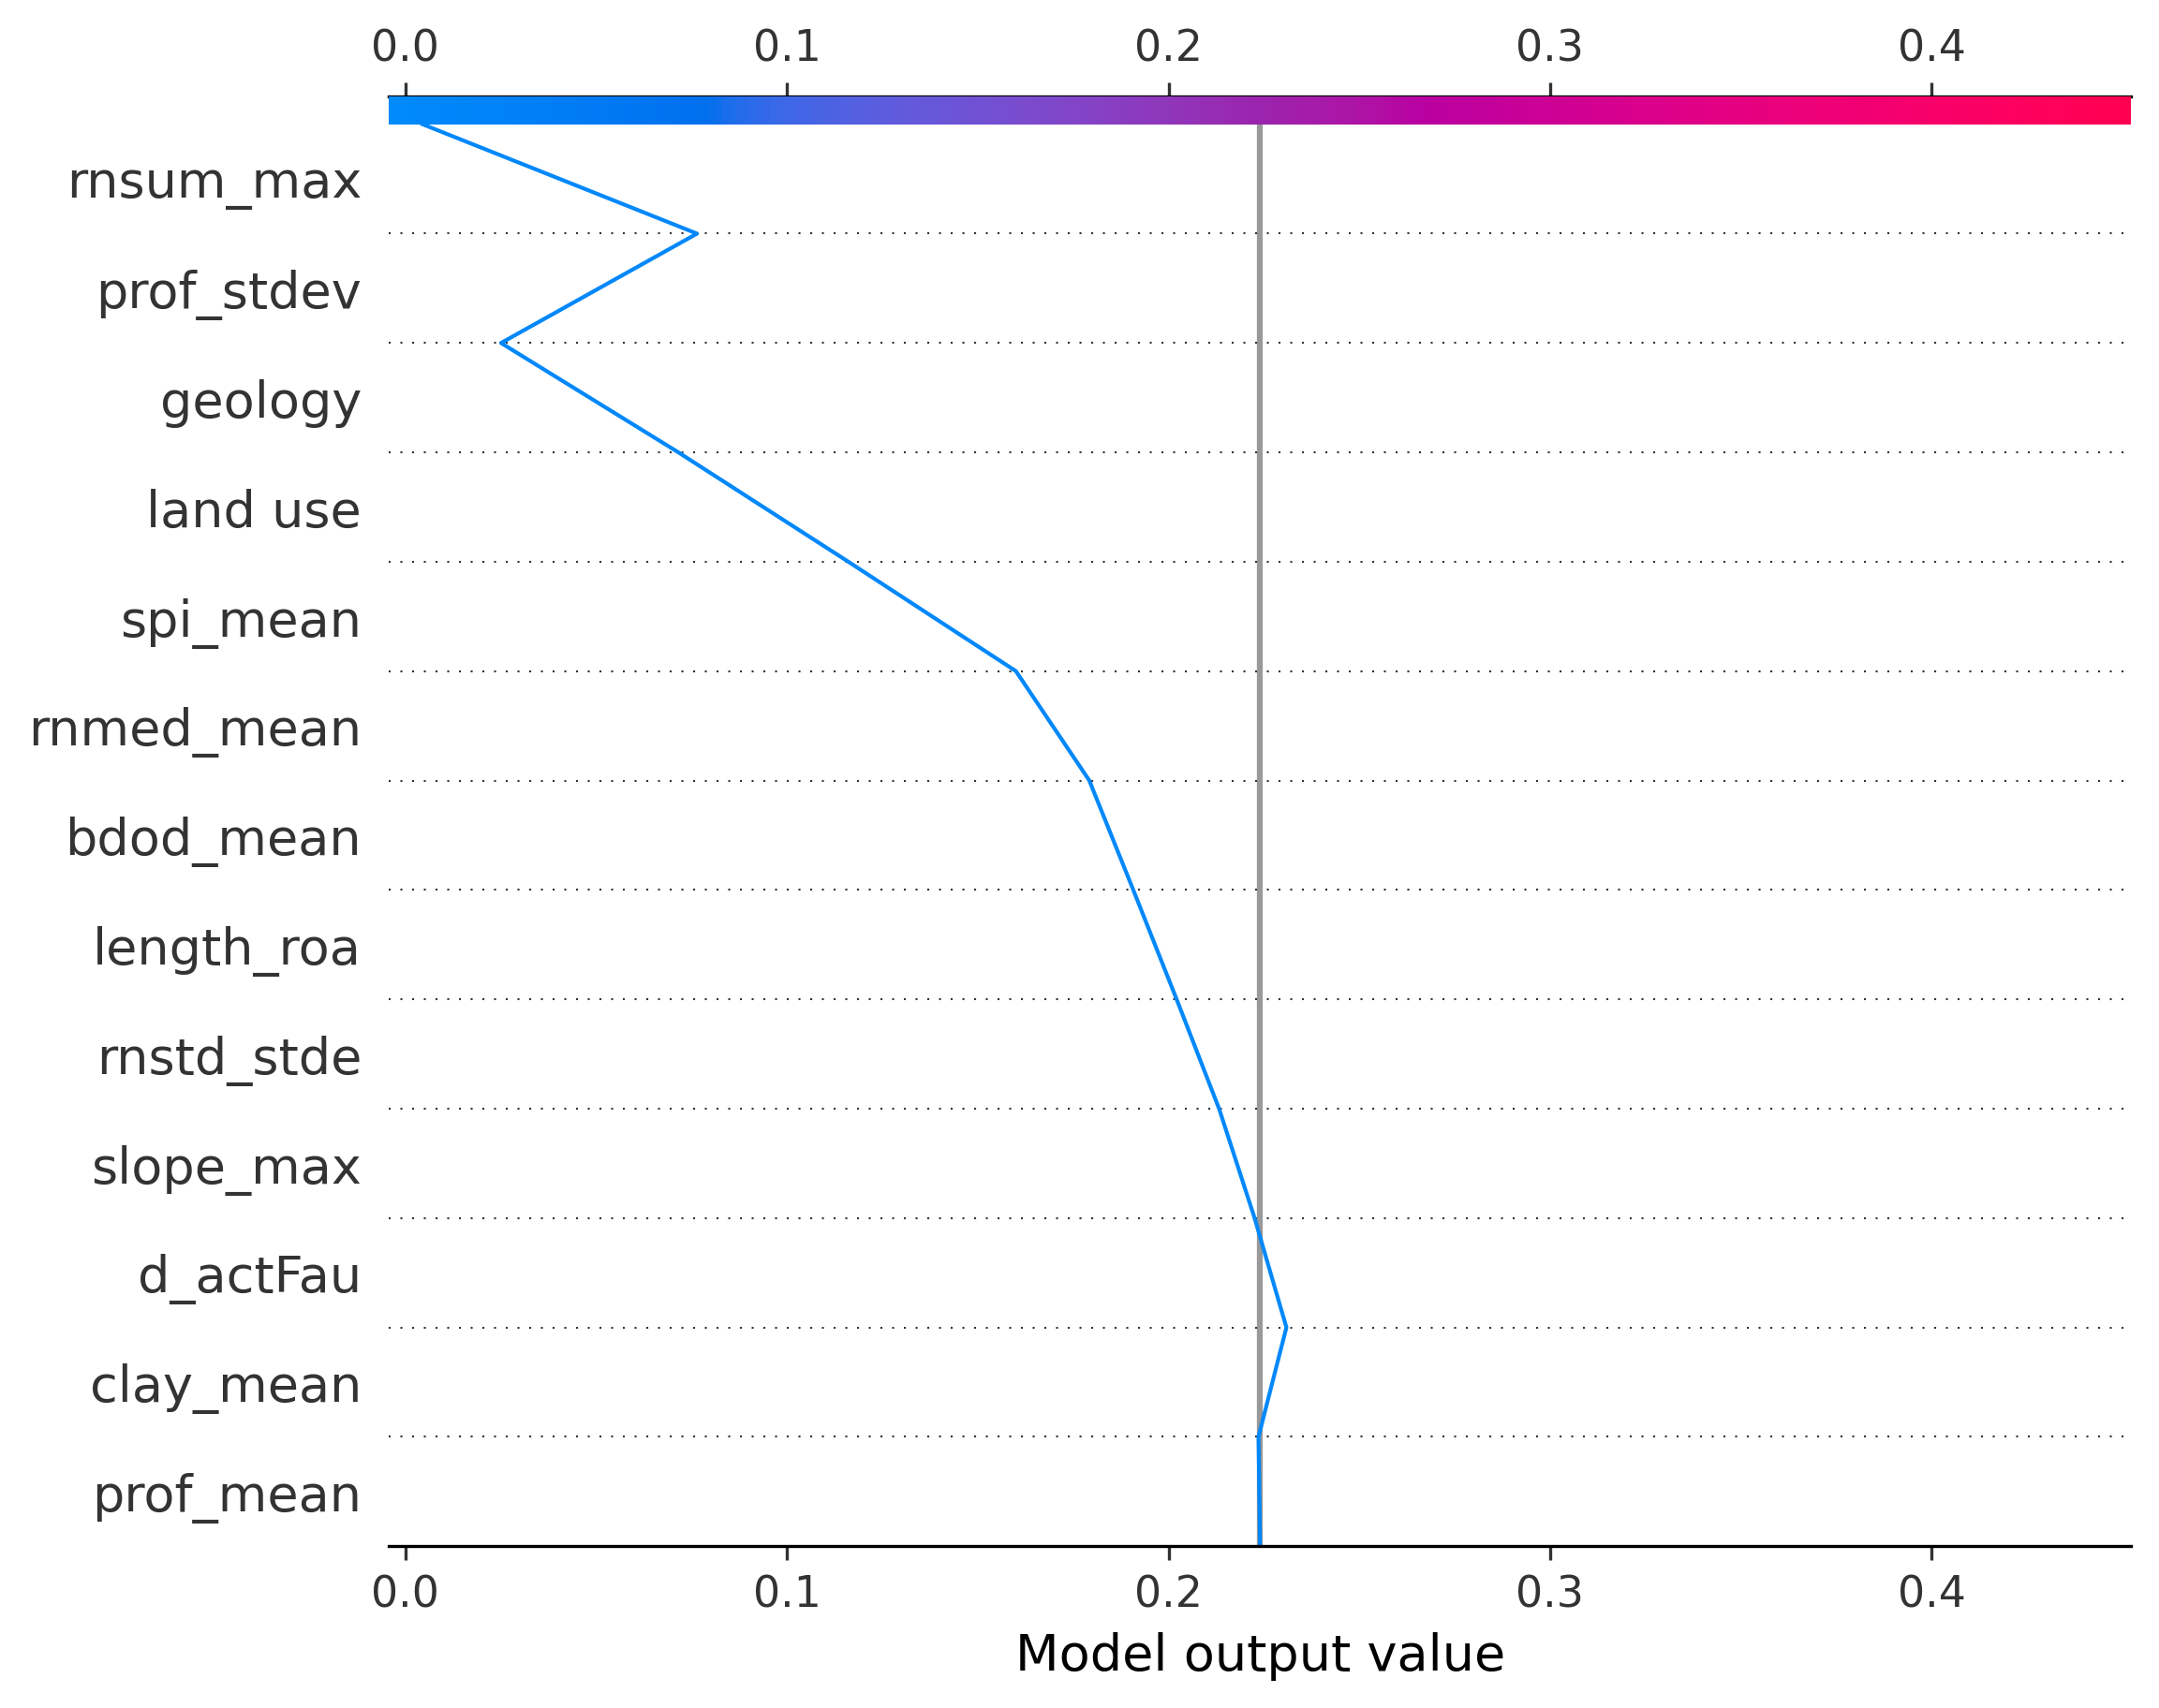 0.0 0.1 0.2 0.3 0.4
rnsum_max
prof_stdev
geology
land use
spi_mean
rnmed_mean
bdod_mean
length_roa
rnstd_stde
slope_max
d_actFau
clay_mean
prof_mean
0.0 0.1 0.2 0.3 0.4
Model output value